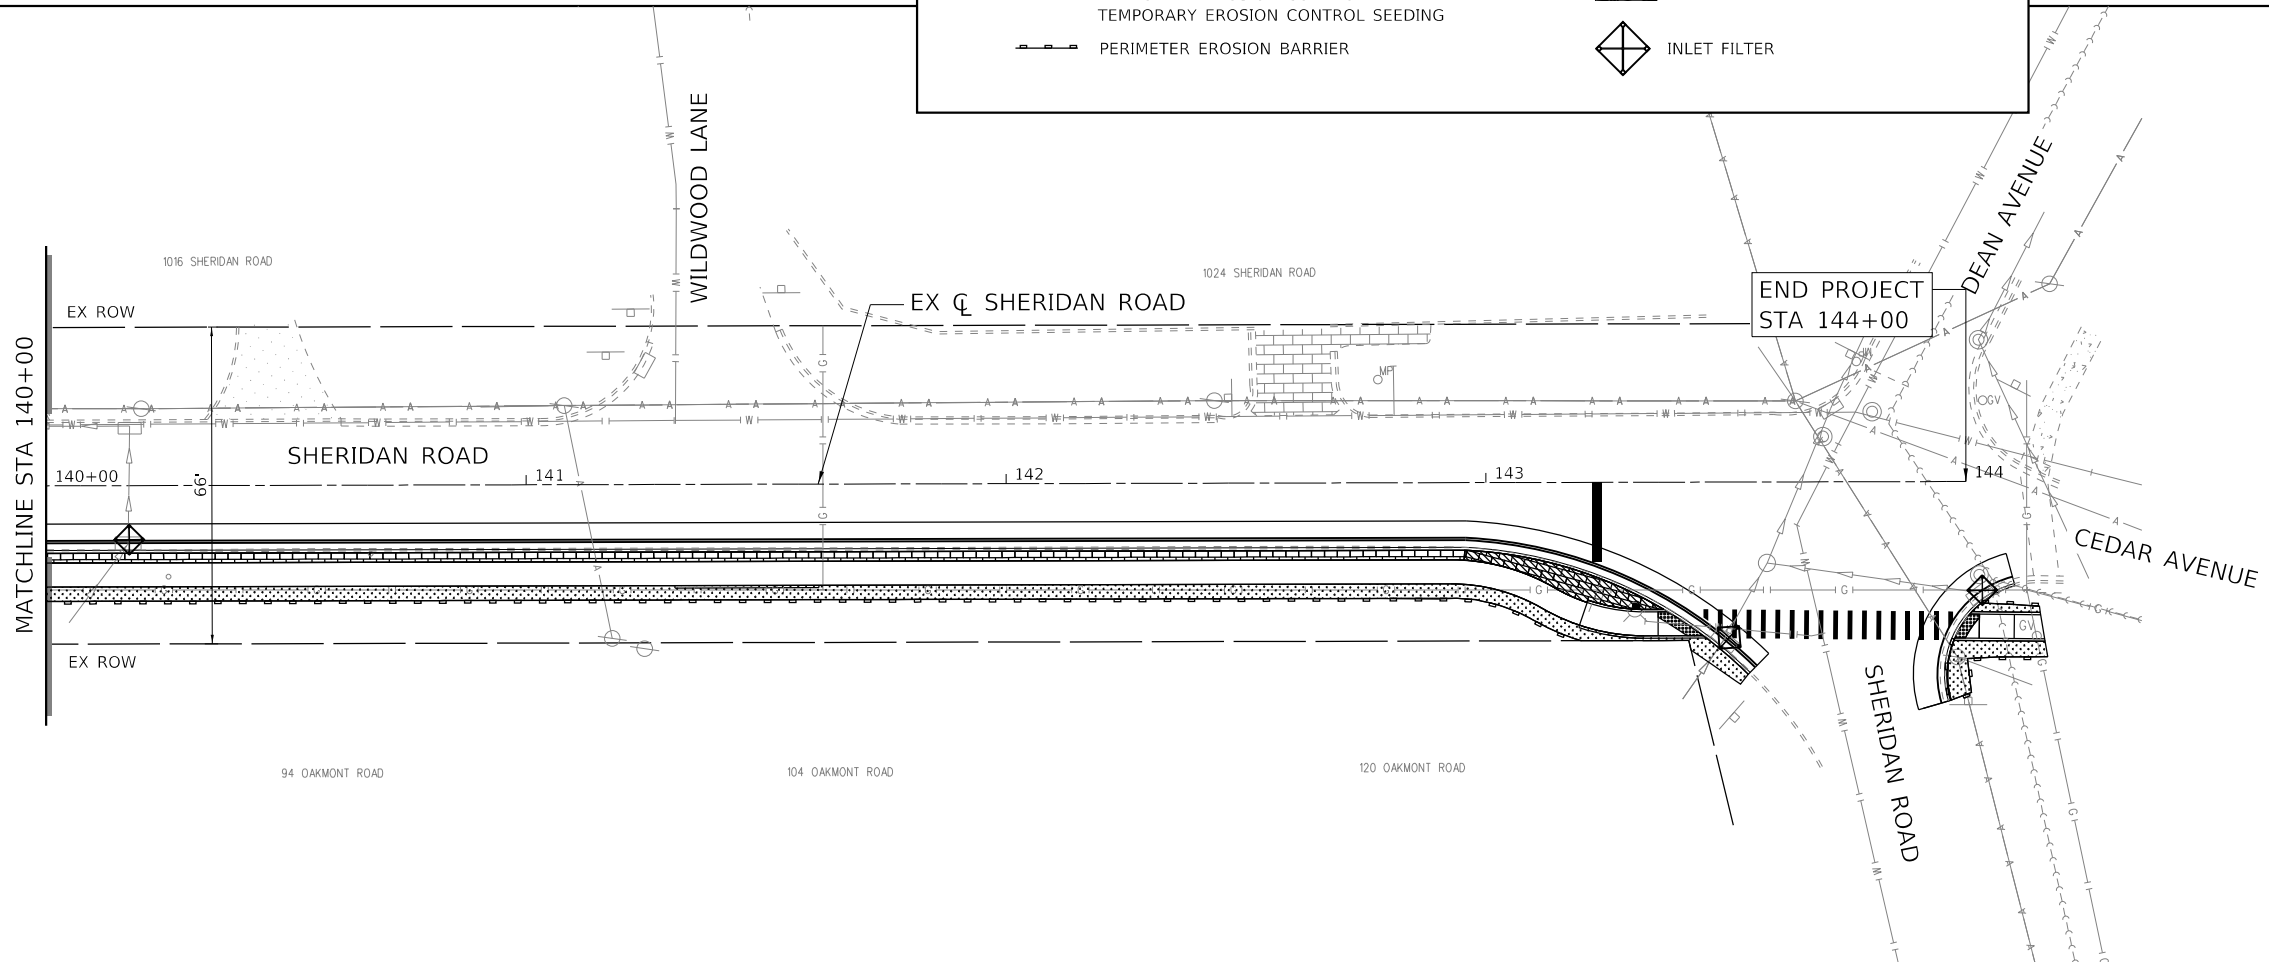 TEMPORARY EROSION CONTROL SEEDING
PERIMETER EROSION BARRIER
INLET FILTER
WILDWOOD LANE
DEAN AVENUE
1016 SHERIDAN ROAD
1024 SHERIDAN ROAD
EX ROW
EX ℄ SHERIDAN ROAD
END PROJECT
STA 144+00
MATCHLINE STA 140+00
MP
OGV
SHERIDAN ROAD
140+00
141
142
143
144
66'
CEDAR AVENUE
GV
EX ROW
SHERIDAN ROAD
94 OAKMONT ROAD
104 OAKMONT ROAD
120 OAKMONT ROAD